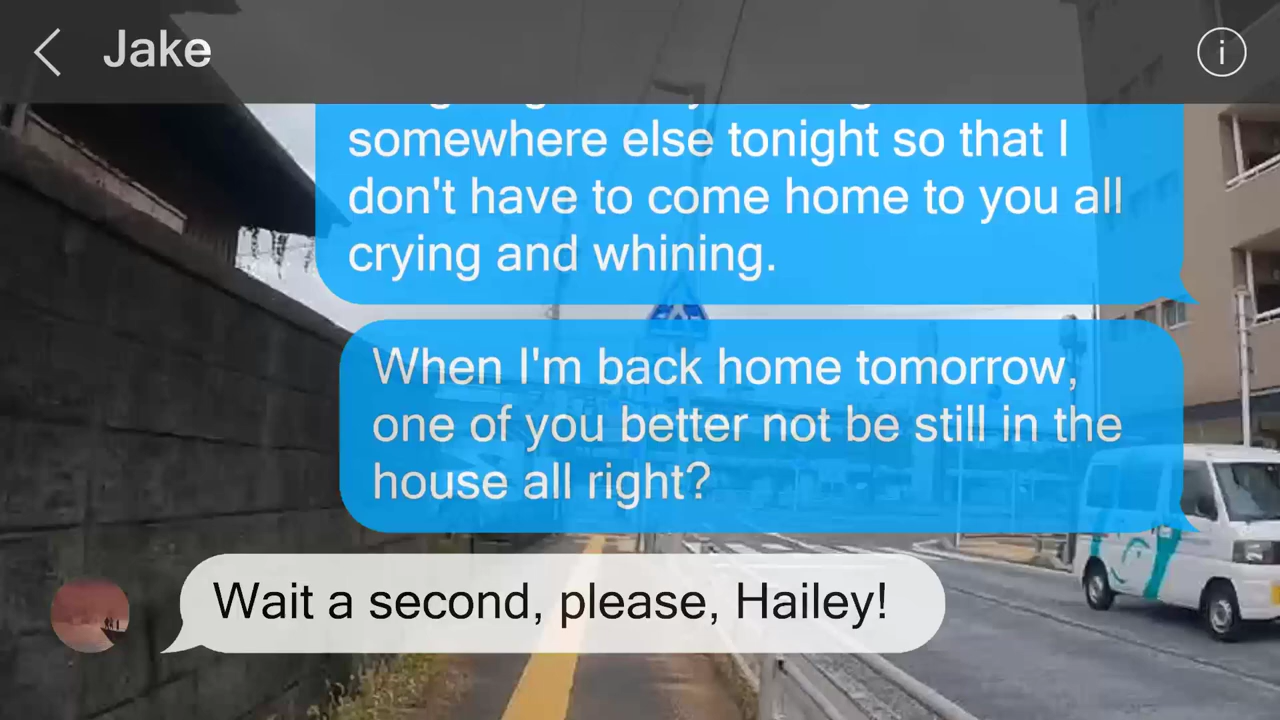 Jake
somewhere else tonight so that I
don't have to come home to you all
crying and whining.
When I'm back home tomorrow,
one of you better not be still in the
house all right?
Wait a second, please, Hailey!